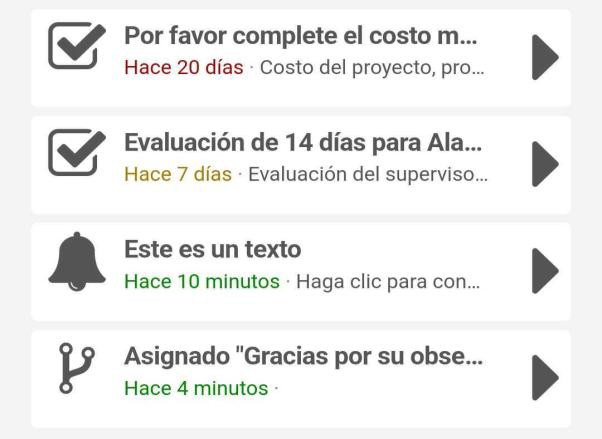 Por favor complete el costo m...
Hace 20 días · Costo del proyecto, pro...
Evaluación de 14 días para Ala...
Hace 7 días · Evaluación del superviso...
Este es un texto
Hace 10 minutos · Haga clic para con...
Asignado "Gracias por su obse...
Hace 4 minutos ·